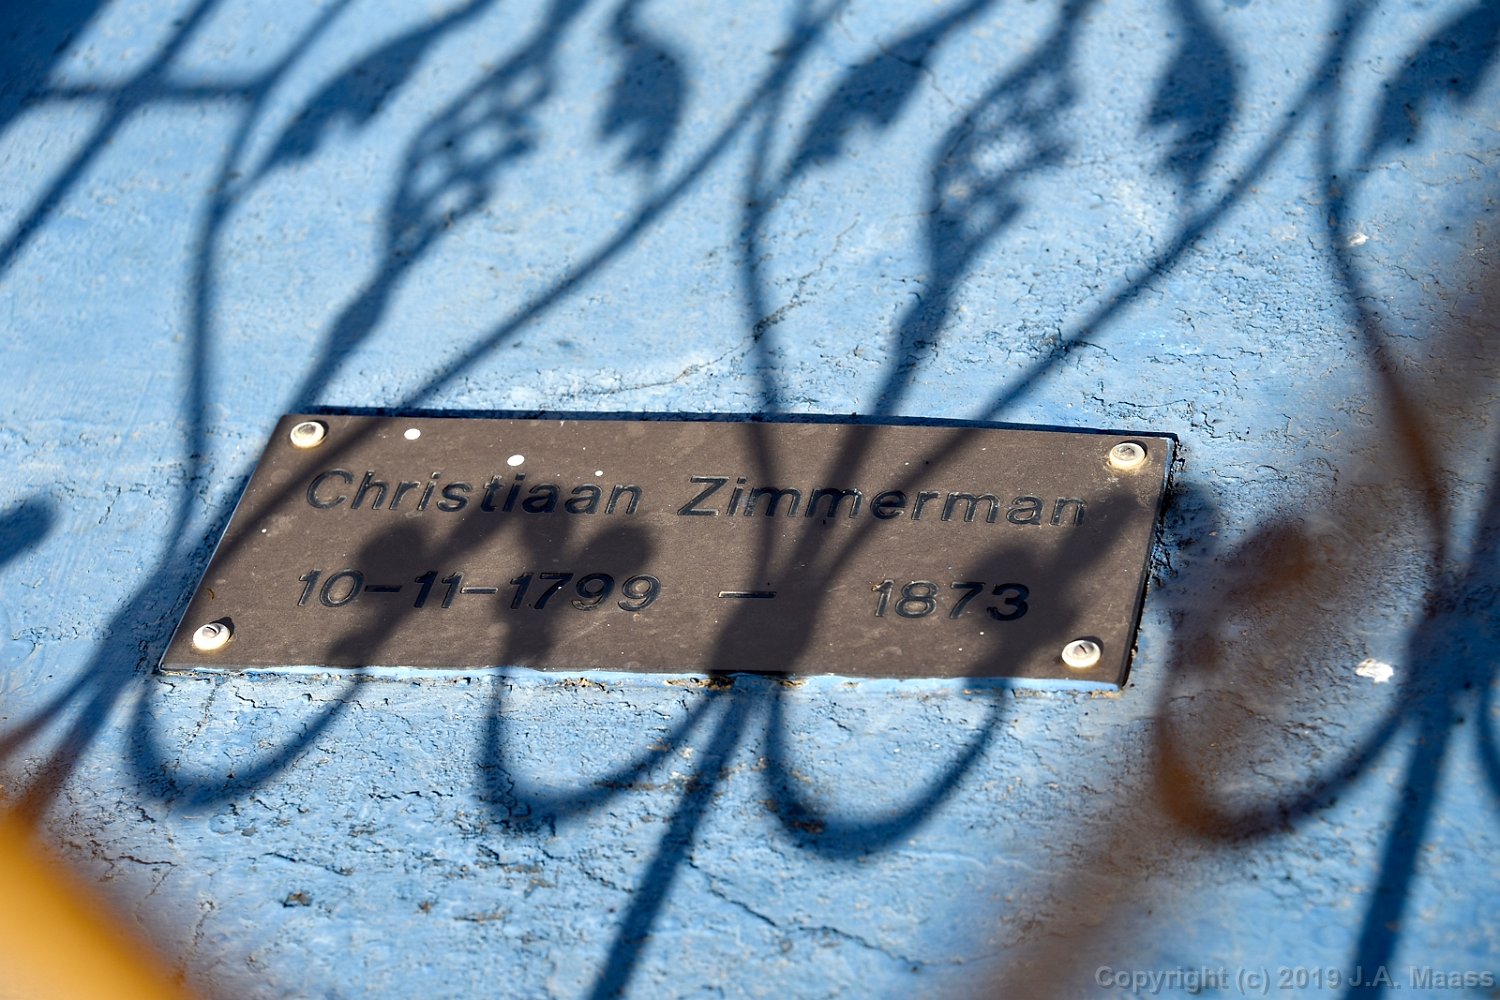 Christiaan Zimmerman
10-11-1799 — 1873
Copyright (c) 2019 J.A. Maass